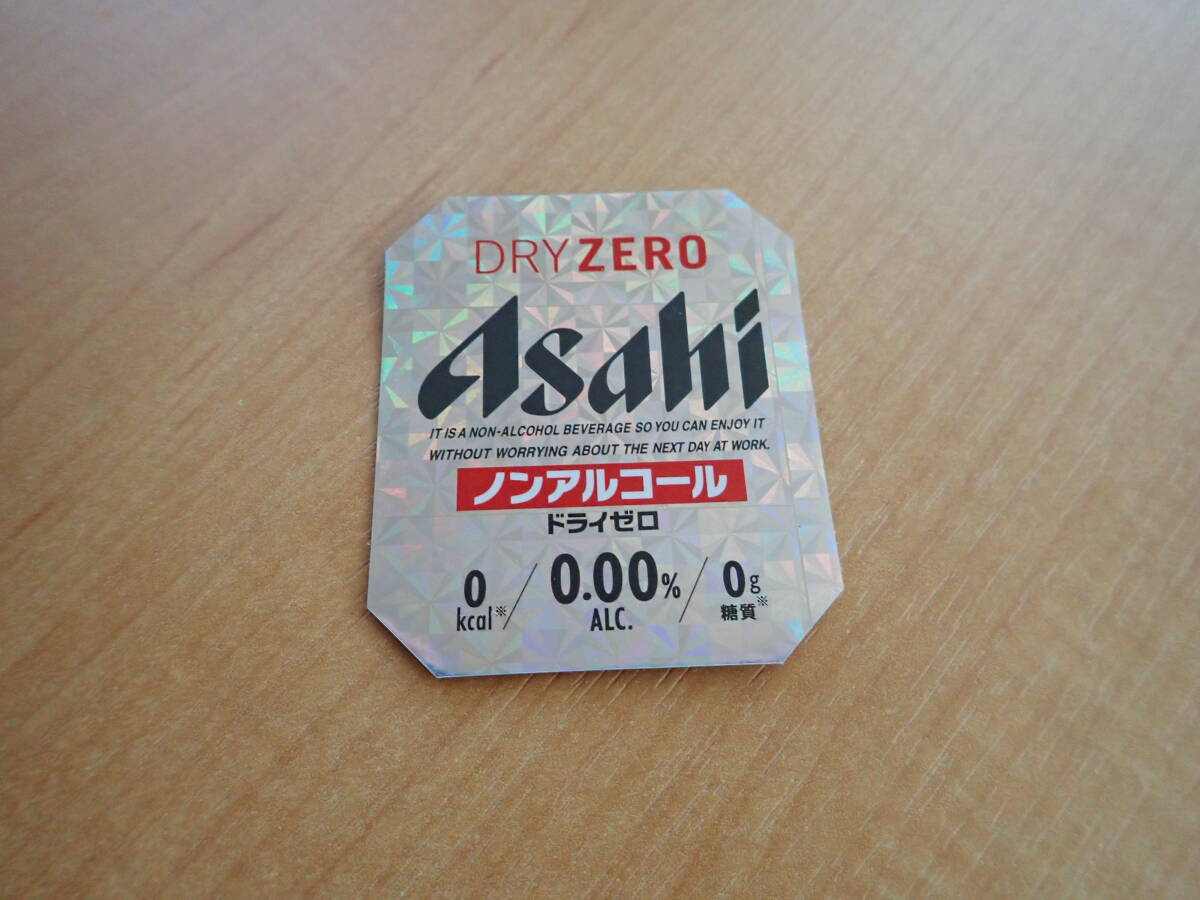 DRY ZERO
Asahi
IT IS A NON-ALCOHOL BEVERAGE SO YOU CAN ENJOY IT
WITHOUT WORRYING ABOUT THE NEXT DAY AT WORK.
ノンアルコール
ドライゼロ
0 kcal※ / 0.00% ALC. / 0g 糖質※